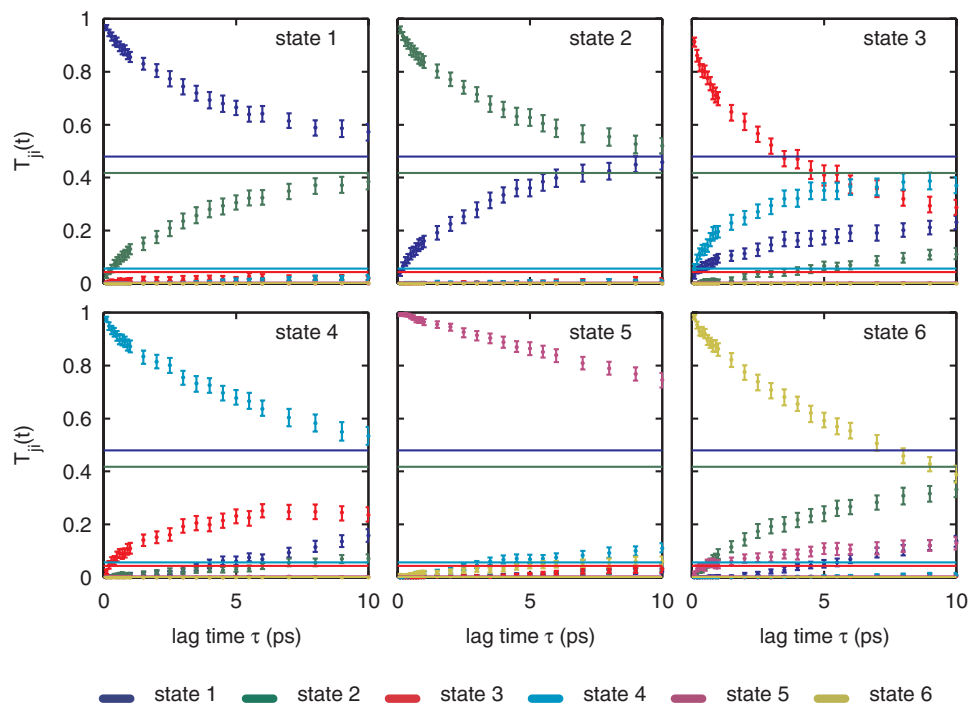 1
0.8
0.6
0.4
0.2
0
T_ji(t)
state 1
state 2
state 3
1
0.8
0.6
0.4
0.2
0
T_ji(t)
state 4
state 5
state 6
0 5 10 0 5 10 0 5 10
lag time τ (ps) lag time τ (ps) lag time τ (ps)
state 1 state 2 state 3 state 4 state 5 state 6